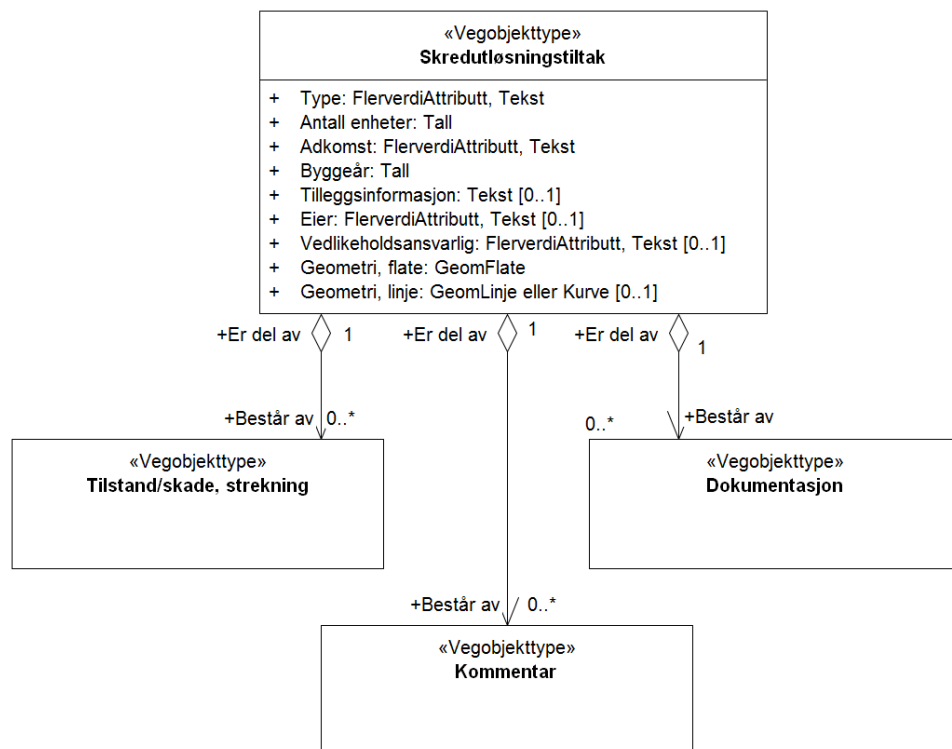 «Vegobjekttype»
Skredutløsningstiltak
+ Type: FlerverdiAttributt, Tekst
+ Antall enheter: Tall
+ Adkomst: FlerverdiAttributt, Tekst
+ Byggeår: Tall
+ Tilleggsinformasjon: Tekst [0..1]
+ Eier: FlerverdiAttributt, Tekst [0..1]
+ Vedlikeholdsansvarlig: FlerverdiAttributt, Tekst [0..1]
+ Geometri, flate: GeomFlate
+ Geometri, linje: GeomLinje eller Kurve [0..1]
+Er del av 1
+Er del av 1
+Er del av 1
+Består av 0..*
0..* +Består av
«Vegobjekttype»
Tilstand/skade, strekning
«Vegobjekttype»
Dokumentasjon
+Består av 0..*
«Vegobjekttype»
Kommentar